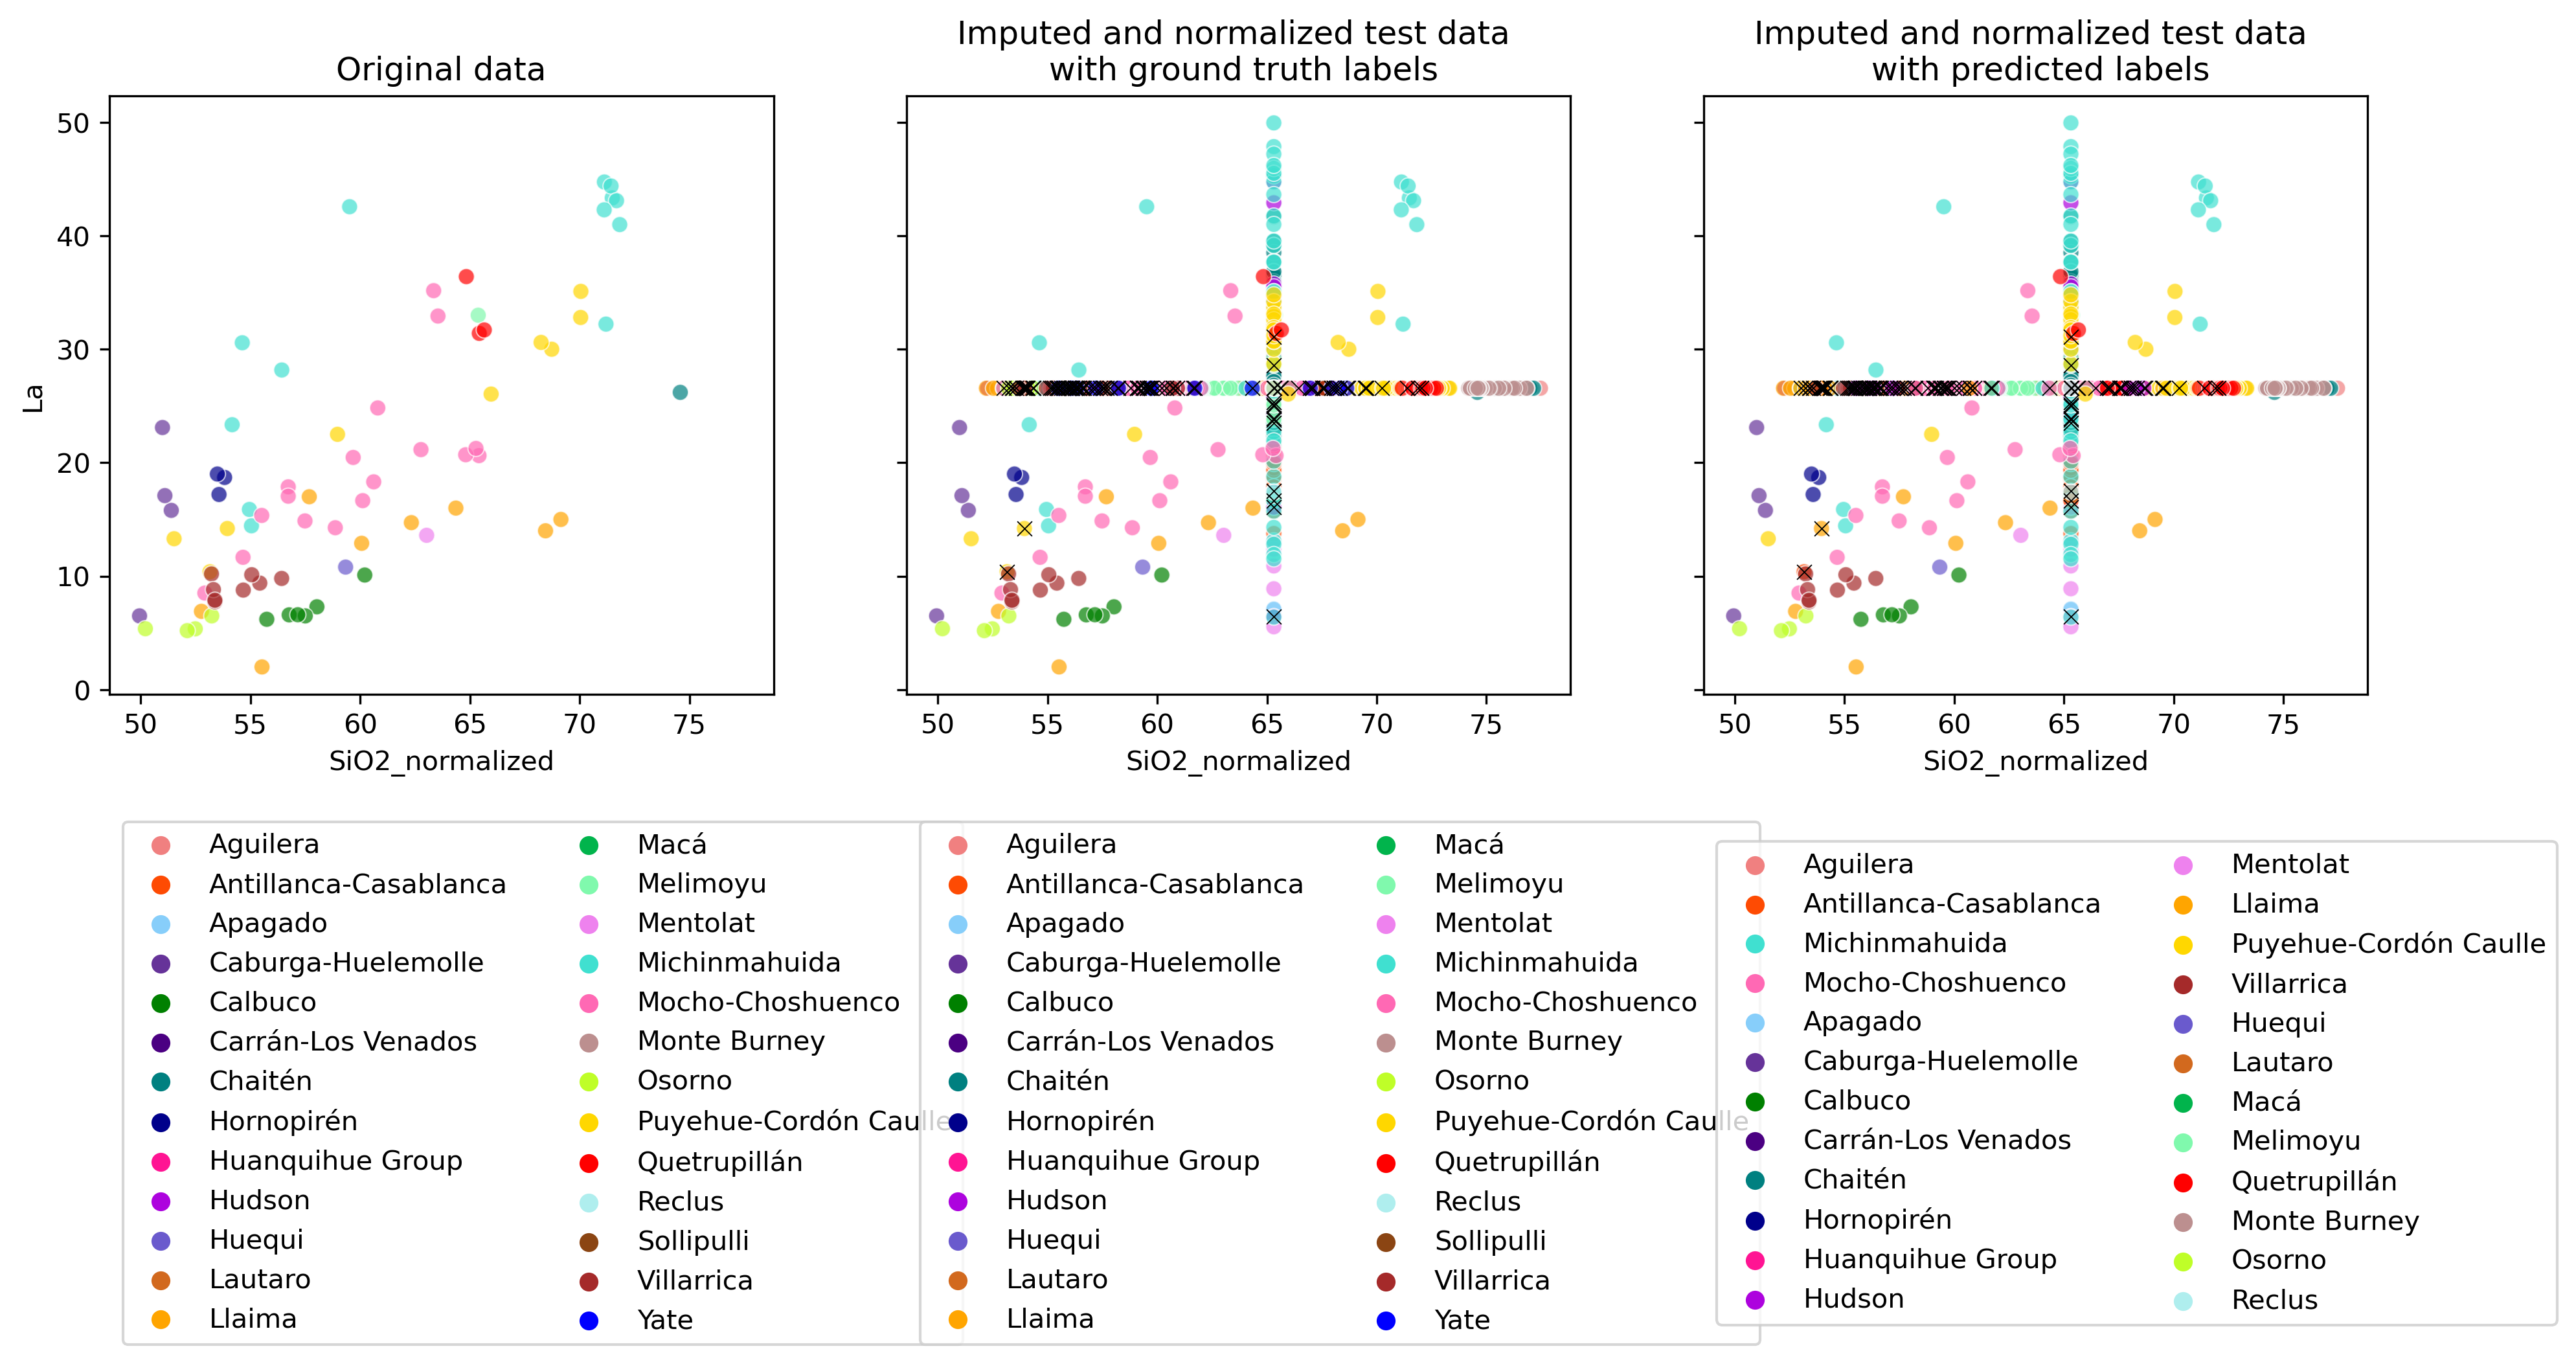 Original data
Imputed and normalized test data
with ground truth labels
Imputed and normalized test data
with predicted labels
La
50
40
30
20
10
0
50 55 60 65 70 75
SiO2_normalized
50 55 60 65 70 75
SiO2_normalized
50 55 60 65 70 75
SiO2_normalized
Aguilera
Antillanca-Casablanca
Apagado
Caburga-Huelemolle
Calbuco
Carrán-Los Venados
Chaitén
Hornopirén
Huanquihue Group
Hudson
Huequi
Lautaro
Llaima
Macá
Melimoyu
Mentolat
Michinmahuida
Mocho-Choshuenco
Monte Burney
Osorno
Puyehue-Cordón Caulle
Quetrupillán
Reclus
Sollipulli
Villarrica
Yate
Aguilera
Antillanca-Casablanca
Apagado
Caburga-Huelemolle
Calbuco
Carrán-Los Venados
Chaitén
Hornopirén
Huanquihue Group
Hudson
Huequi
Lautaro
Llaima
Macá
Melimoyu
Mentolat
Michinmahuida
Mocho-Choshuenco
Monte Burney
Osorno
Puyehue-Cordón Caulle
Quetrupillán
Reclus
Sollipulli
Villarrica
Yate
Aguilera
Antillanca-Casablanca
Michinmahuida
Mocho-Choshuenco
Apagado
Caburga-Huelemolle
Calbuco
Carrán-Los Venados
Chaitén
Hornopirén
Huanquihue Group
Hudson
Mentolat
Llaima
Puyehue-Cordón Caulle
Villarrica
Huequi
Lautaro
Macá
Melimoyu
Quetrupillán
Monte Burney
Osorno
Reclus